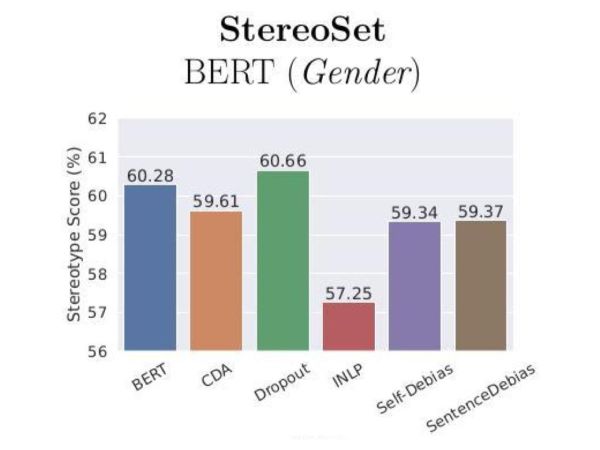 StereoSet
BERT (Gender)
Stereotype Score (%)
62
61
60
59
58
57
56
60.28
59.61
60.66
57.25
59.34
59.37
BERT
CDA
Dropout
INLP
Self-Debias
SentenceDebias